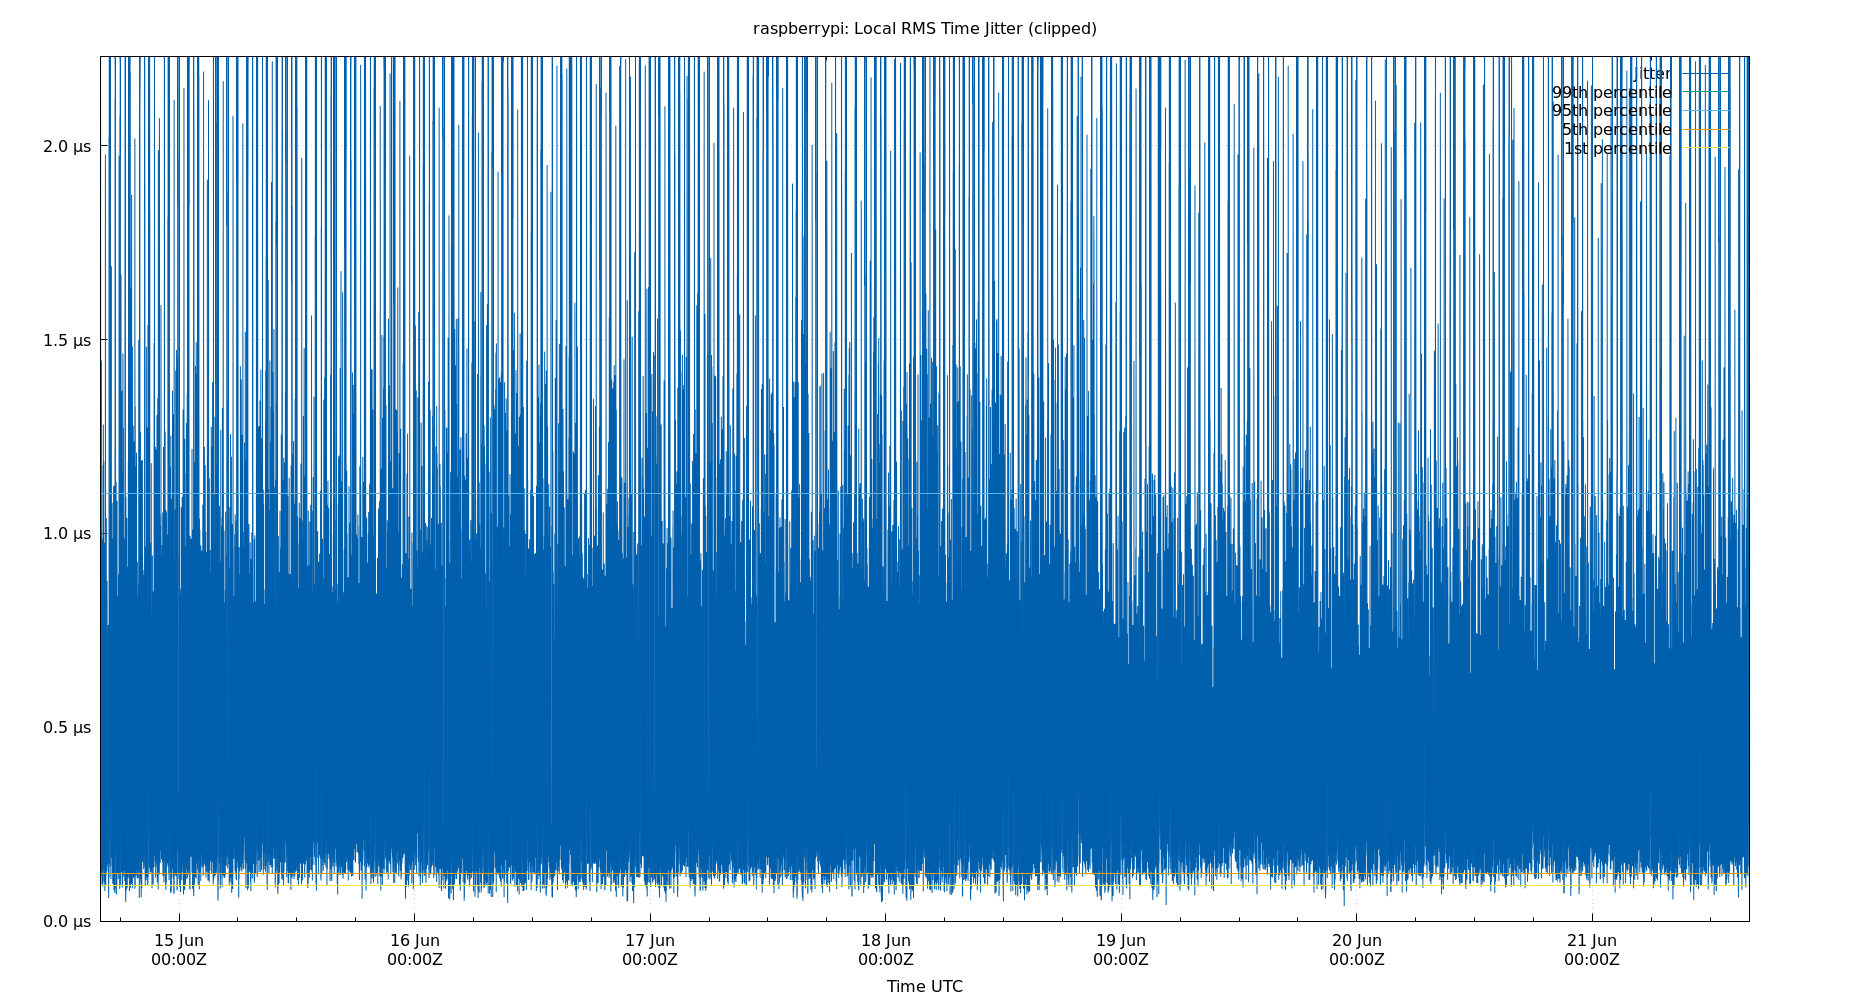 raspberrypi: Local RMS Time Jitter (clipped)
Jitter
99th percentile
95th percentile
5th percentile
1st percentile
2.0 µs
1.5 µs
1.0 µs
0.5 µs
0.0 µs
15 Jun 16 Jun 17 Jun 18 Jun 19 Jun 20 Jun 21 Jun
00:00Z 00:00Z 00:00Z 00:00Z 00:00Z 00:00Z 00:00Z
Time UTC